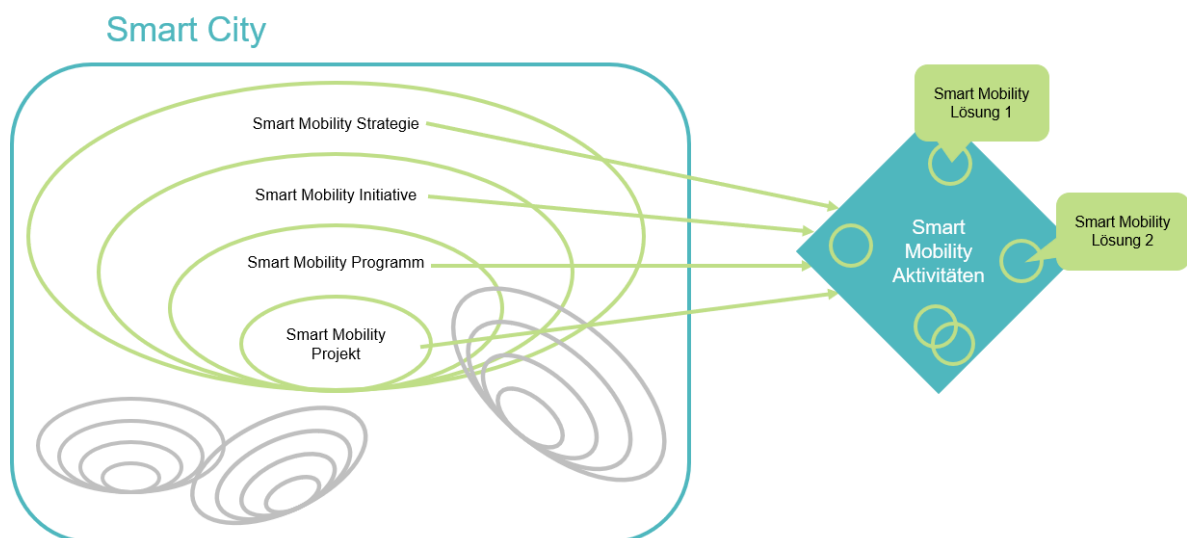 Smart City
Smart Mobility Strategie
Smart Mobility Initiative
Smart Mobility Programm
Smart Mobility
Projekt
Smart Mobility
Lösung 1
Smart Mobility
Lösung 2
Smart
Mobility
Aktivitäten